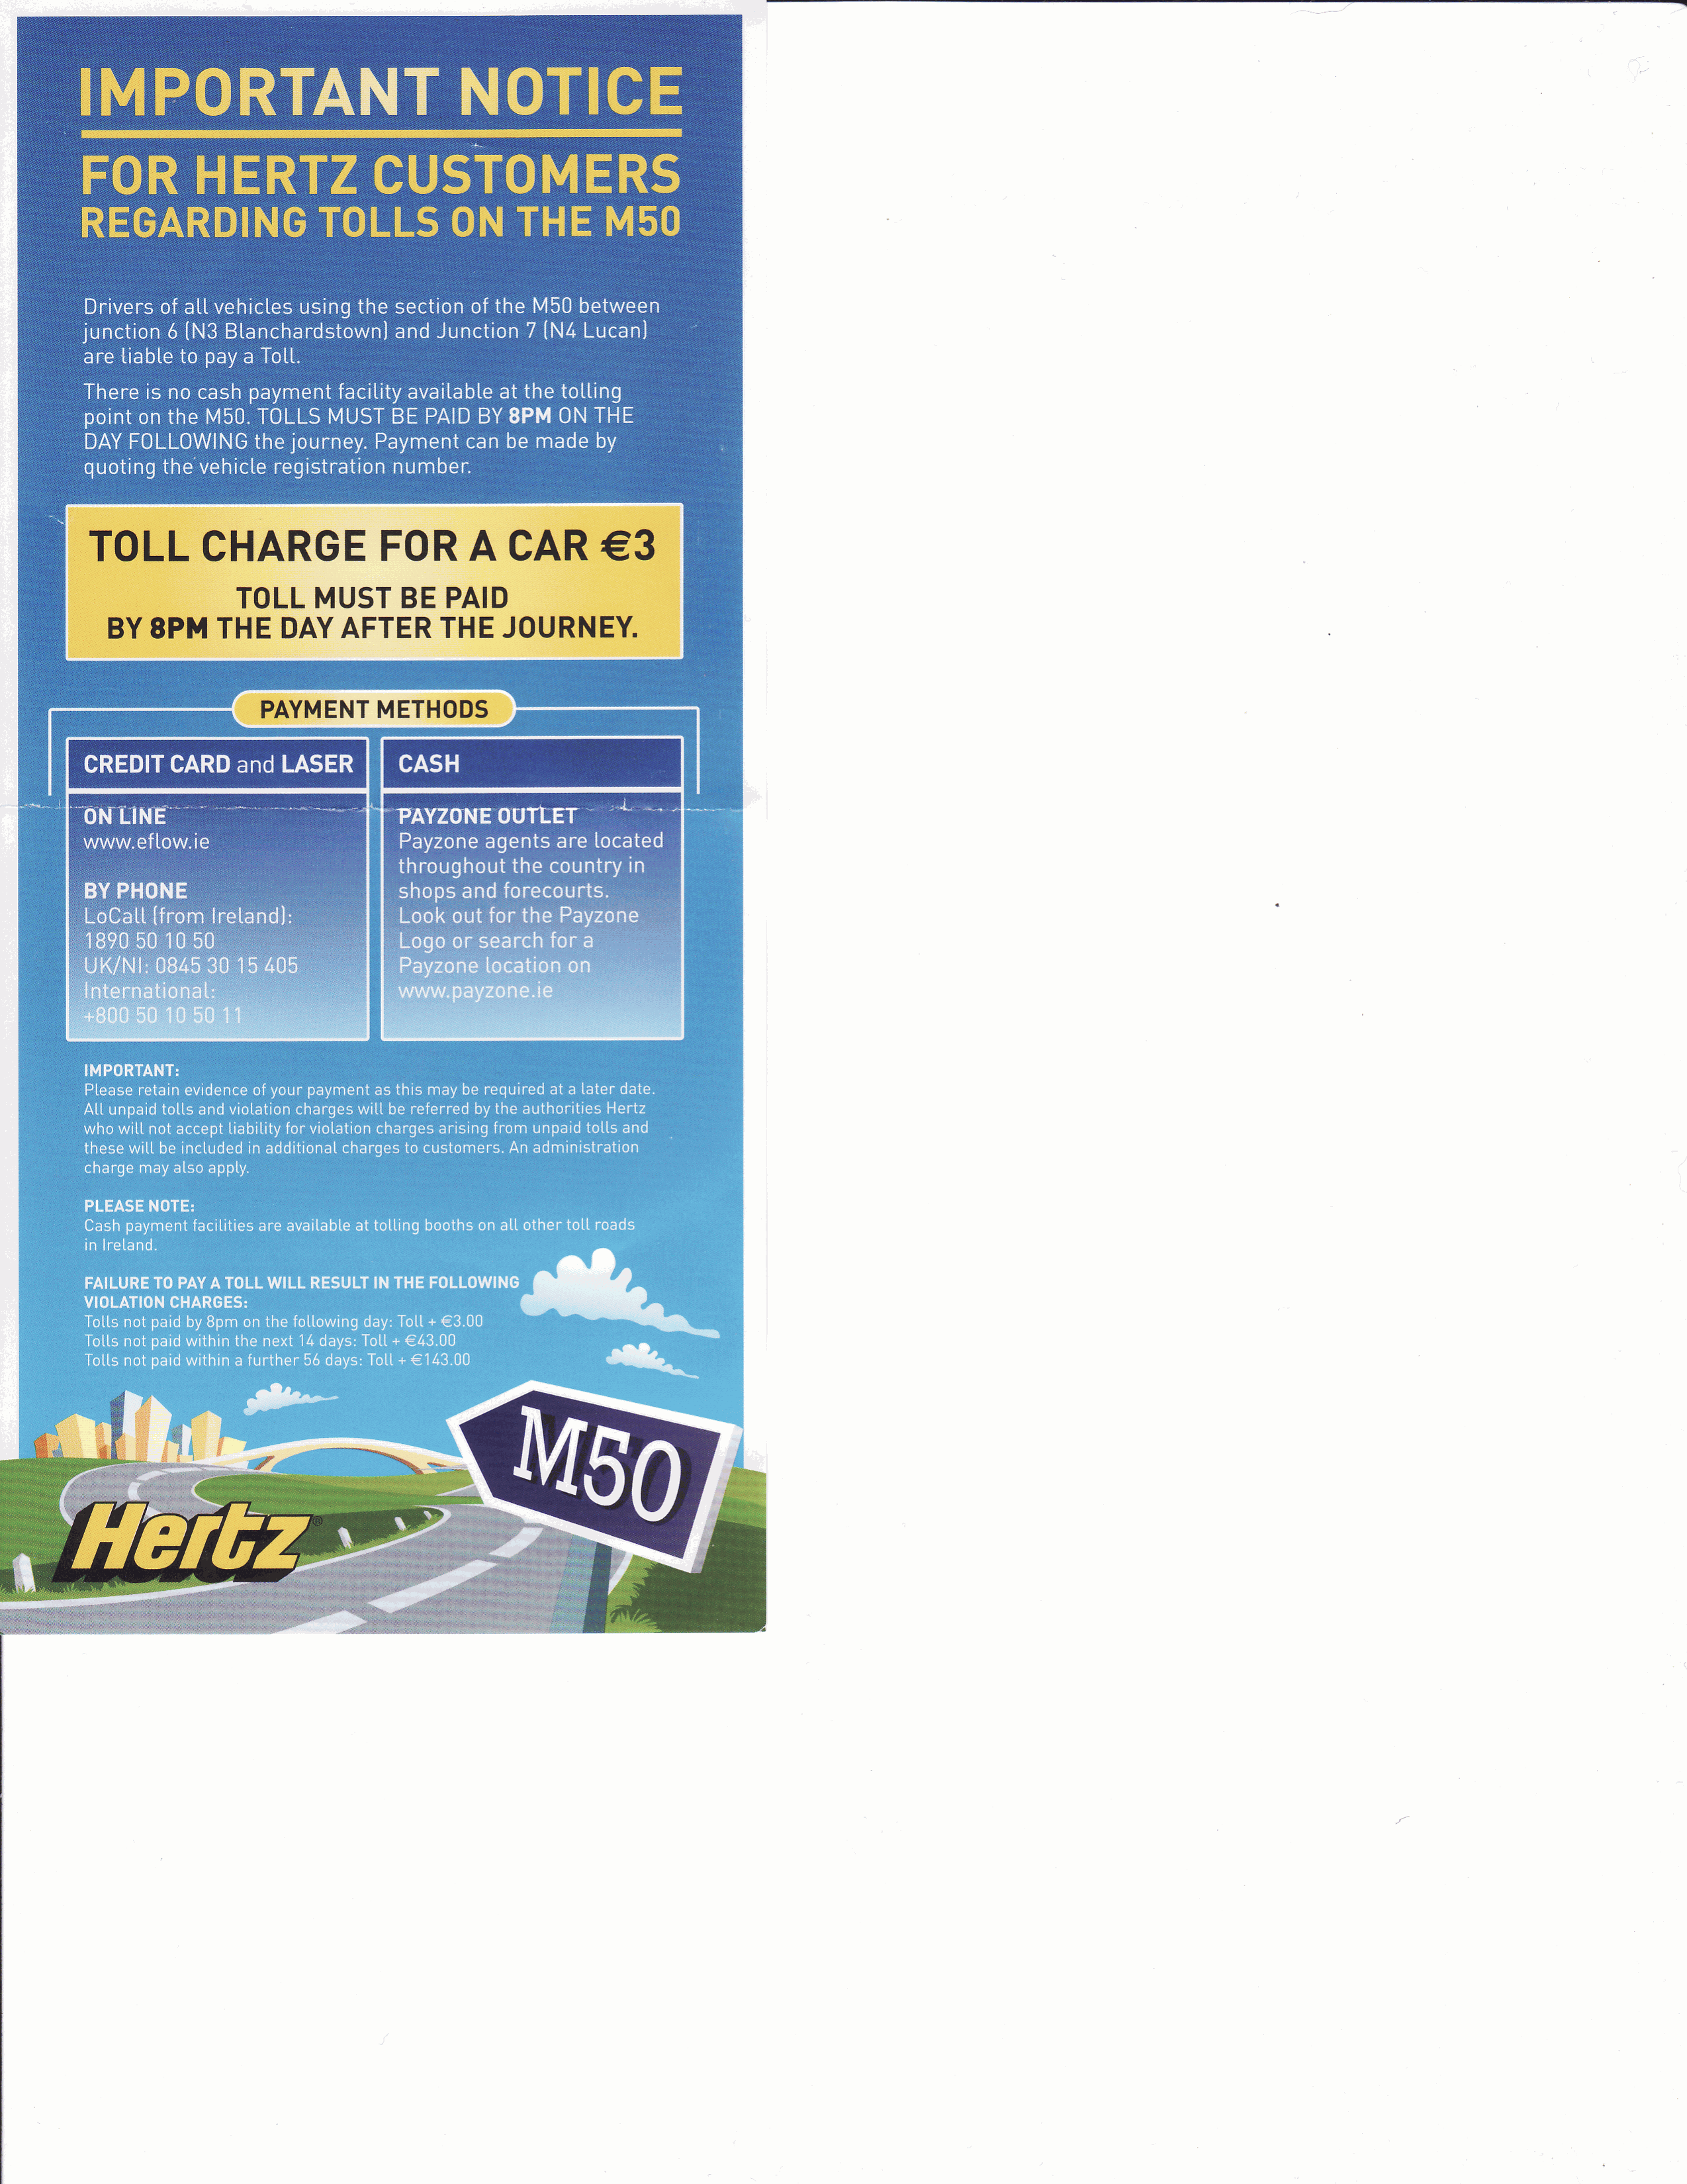 IMPORTANT NOTICE
FOR HERTZ CUSTOMERS
REGARDING TOLLS ON THE M50
Drivers of all vehicles using the section of the M50 between
junction 6 (N3 Blanchardstown) and Junction 7 (N4 Lucan)
are liable to pay a Toll.
There is no cash payment facility available at the tolling
point on the M50. TOLLS MUST BE PAID BY 8PM ON THE
DAY FOLLOWING the journey. Payment can be made by
quoting the vehicle registration number.
TOLL CHARGE FOR A CAR €3
TOLL MUST BE PAID
BY 8PM THE DAY AFTER THE JOURNEY.
PAYMENT METHODS
CREDIT CARD and LASER
ON LINE
www.eflow.ie
BY PHONE
LoCall (from Ireland):
1890 50 10 50
UK/NI: 0845 30 15 405
International:
+800 50 10 50 11
CASH
PAYZONE OUTLET
Payzone agents are located
throughout the country in
shops and forecourts.
Look out for the Payzone
Logo or search for a
Payzone location on
www.payzone.ie
IMPORTANT:
Please retain evidence of your payment as this may be required at a later date.
All unpaid tolls and violation charges will be referred by the authorities Hertz
who will not accept liability for violation charges arising from unpaid tolls and
these will be included in additional charges to customers. An administration
charge may also apply.
PLEASE NOTE:
Cash payment facilities are available at tolling booths on all other toll roads
in Ireland.
FAILURE TO PAY A TOLL WILL RESULT IN THE FOLLOWING
VIOLATION CHARGES:
Tolls not paid by 8pm on the following day: Toll + €3.00
Tolls not paid within the next 14 days: Toll + €43.00
Tolls not paid within a further 56 days: Toll + €143.00
M50
Hertz®